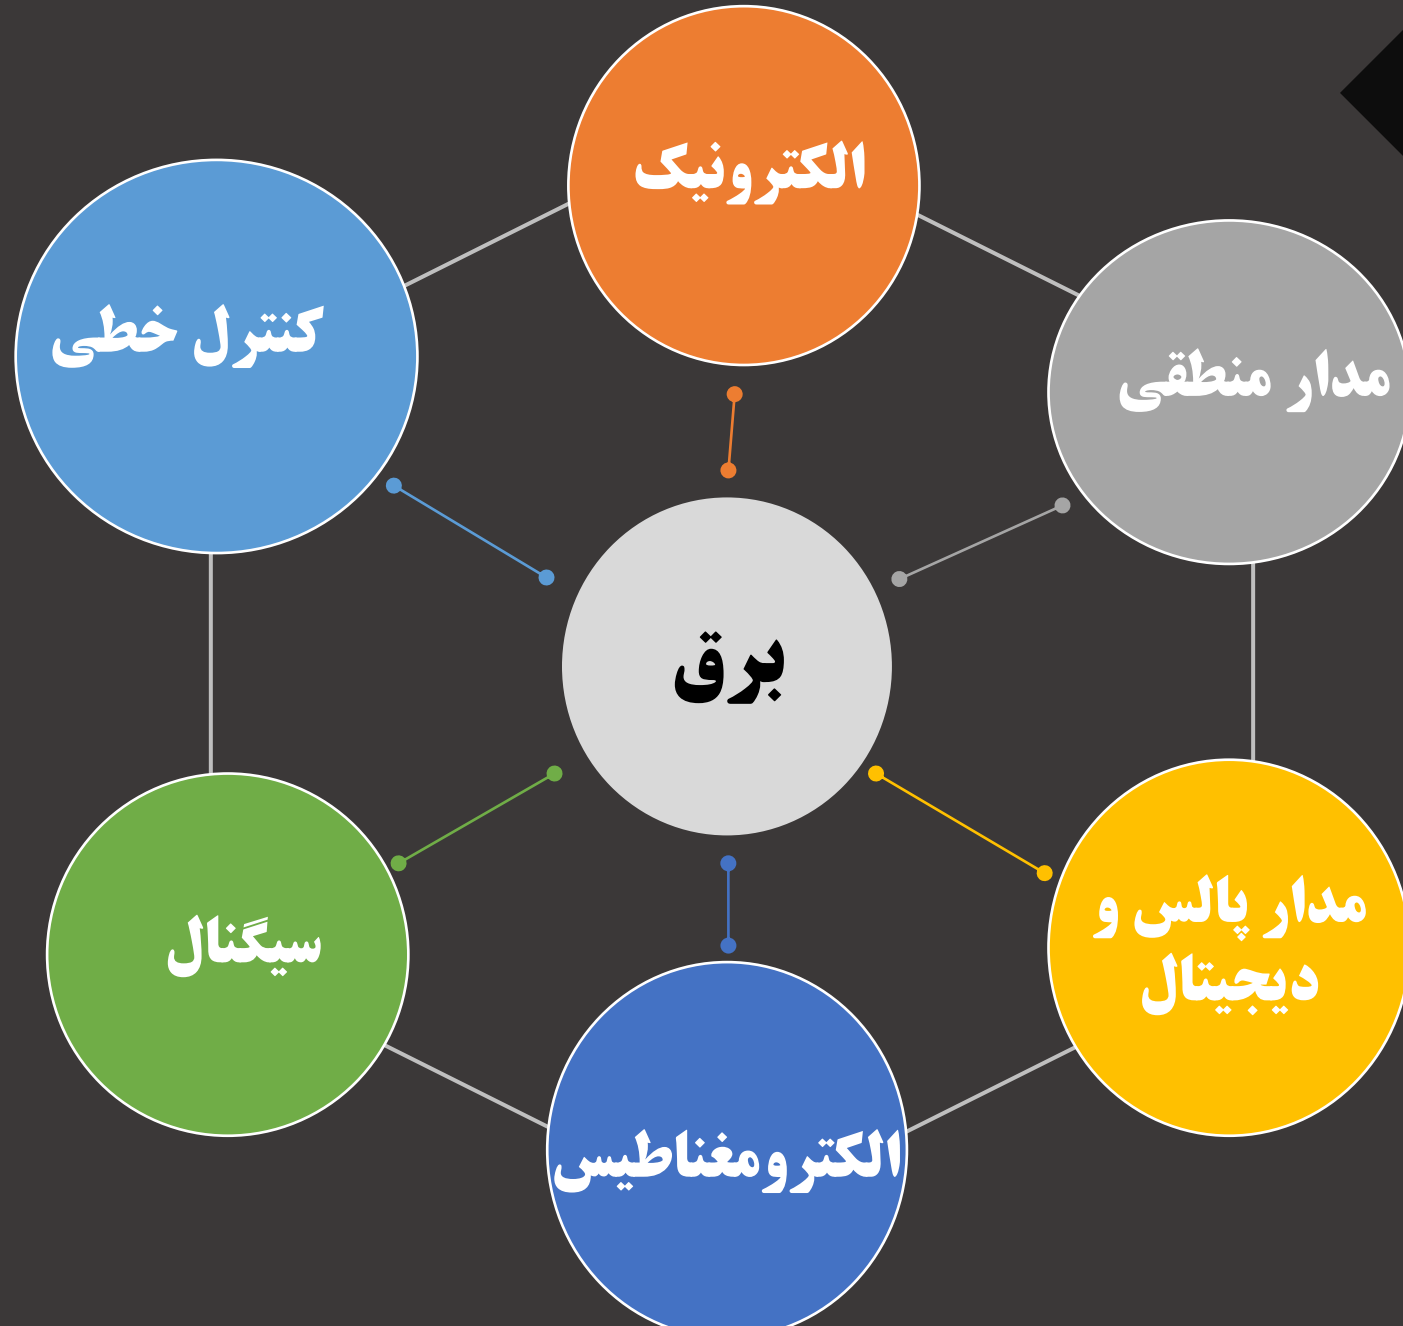 الکترونیک
مدار منطقی
کنترل خطی
برق
مدار پالس و
دیجیتال
سیگنال
الکترومغناطیس